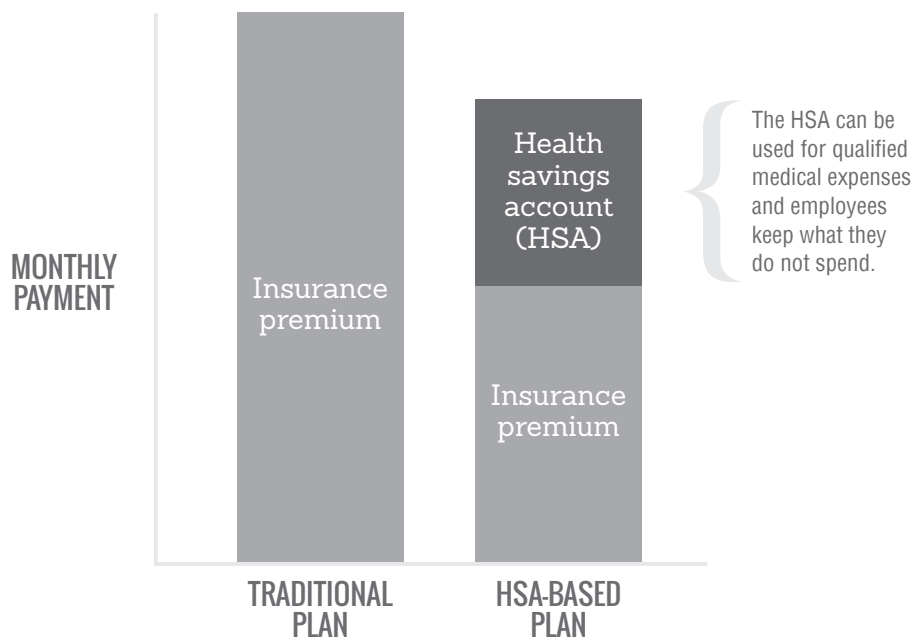 Health
savings
account
(HSA)
The HSA can be
used for qualified
medical expenses
and employees
keep what they
do not spend.
MONTHLY
PAYMENT
Insurance
premium
Insurance
premium
TRADITIONAL
PLAN
HSA-BASED
PLAN